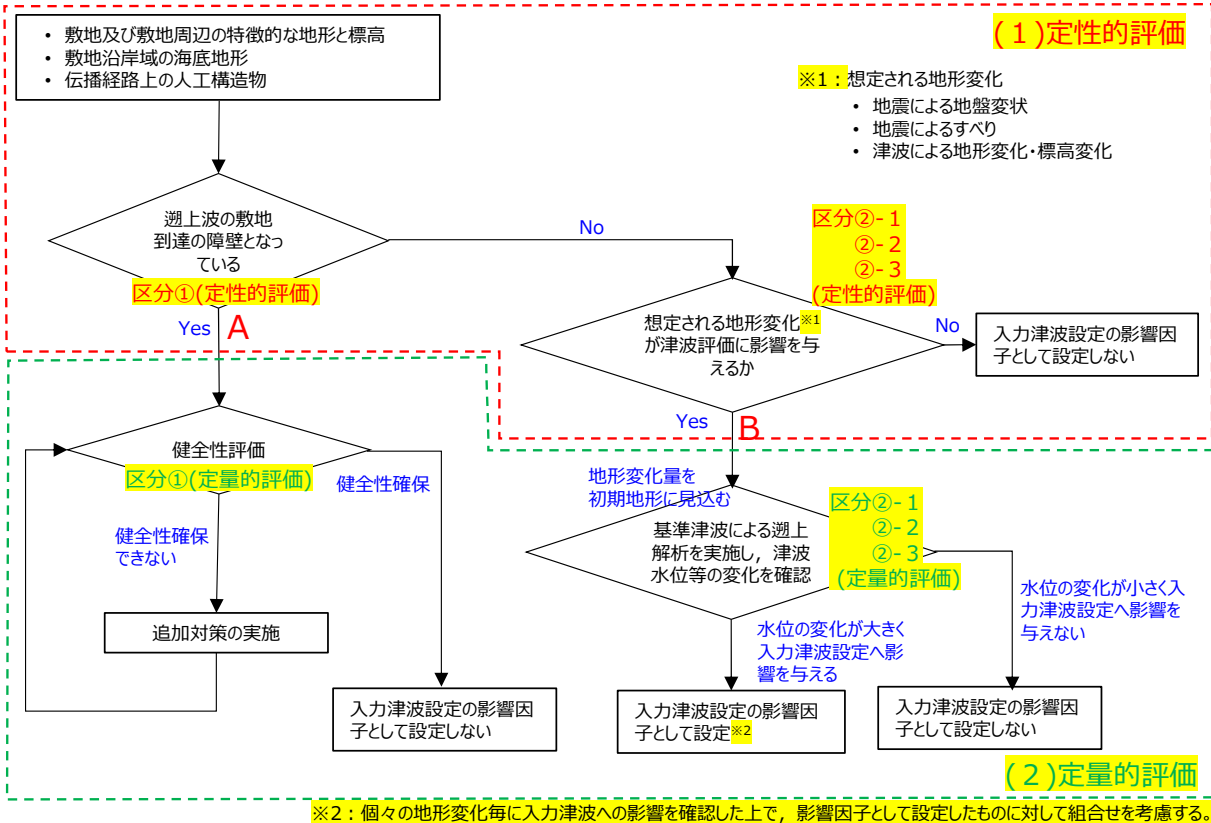 • 敷地及び敷地周辺の特徴的な地形と標高
• 敷地沿岸域の海底地形
• 伝播経路上の人工構造物
(１)定性的評価
※1：想定される地形変化
• 地震による地盤変状
• 地震によるすべり
• 津波による地形変化・標高変化
遡上波の敷地
到達の障壁となっ
ている
区分①(定性的評価)
No
Yes
A
区分②-１
②-２
②-３
(定性的評価)
想定される地形変化※1
が津波評価に影響を与
えるか
No
入力津波設定の影響因
子として設定しない
Yes
B
健全性評価
区分①(定量的評価)
健全性確保
健全性確保
できない
追加対策の実施
入力津波設定の影響因
子として設定しない
地形変化量を
初期地形に見込む
基準津波による遡上
解析を実施し，津波
水位等の変化を確認
区分②-１
②-２
②-３
(定量的評価)
水位の変化が大きく
入力津波設定へ影
響を与える
水位の変化が小さく入
力津波設定へ影響を
与えない
入力津波設定の影響因
子として設定※2
入力津波設定の影響因
子として設定しない
(２)定量的評価
※2：個々の地形変化毎に入力津波への影響を確認した上で，影響因子として設定したものに対して組合せを考慮する。